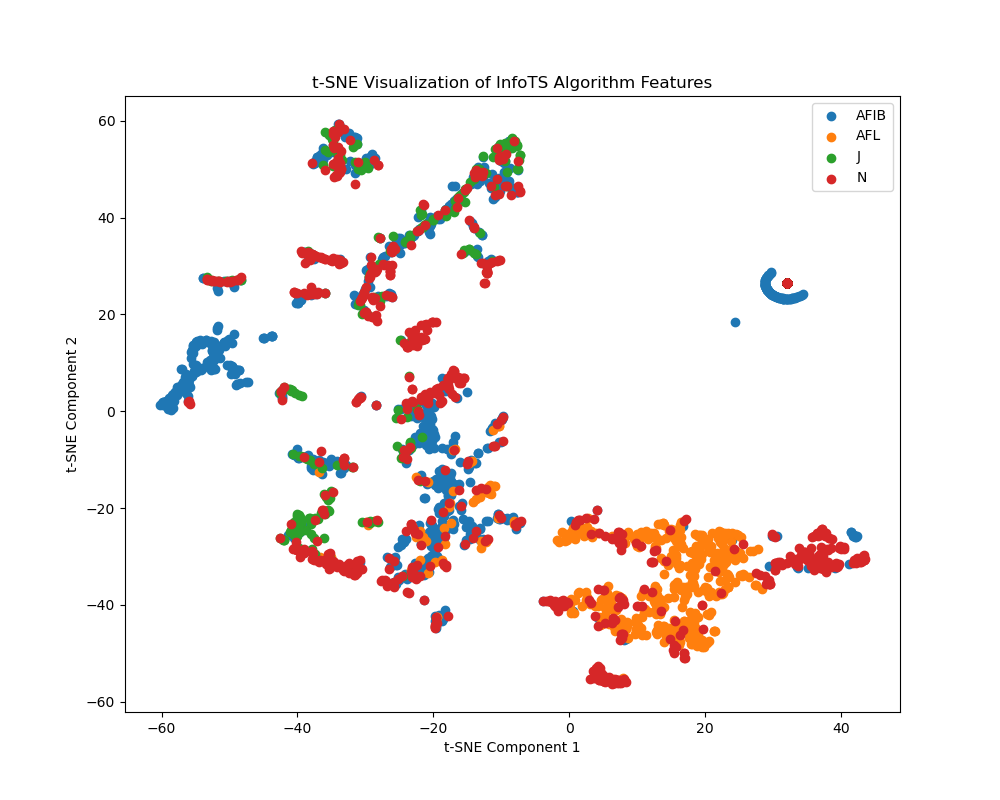 t-SNE Visualization of InfoTS Algorithm Features
AFIB
AFL
J
N
60
40
20
0
−20
−40
−60
t-SNE Component 2
−60
−40
−20
0
20
40
t-SNE Component 1